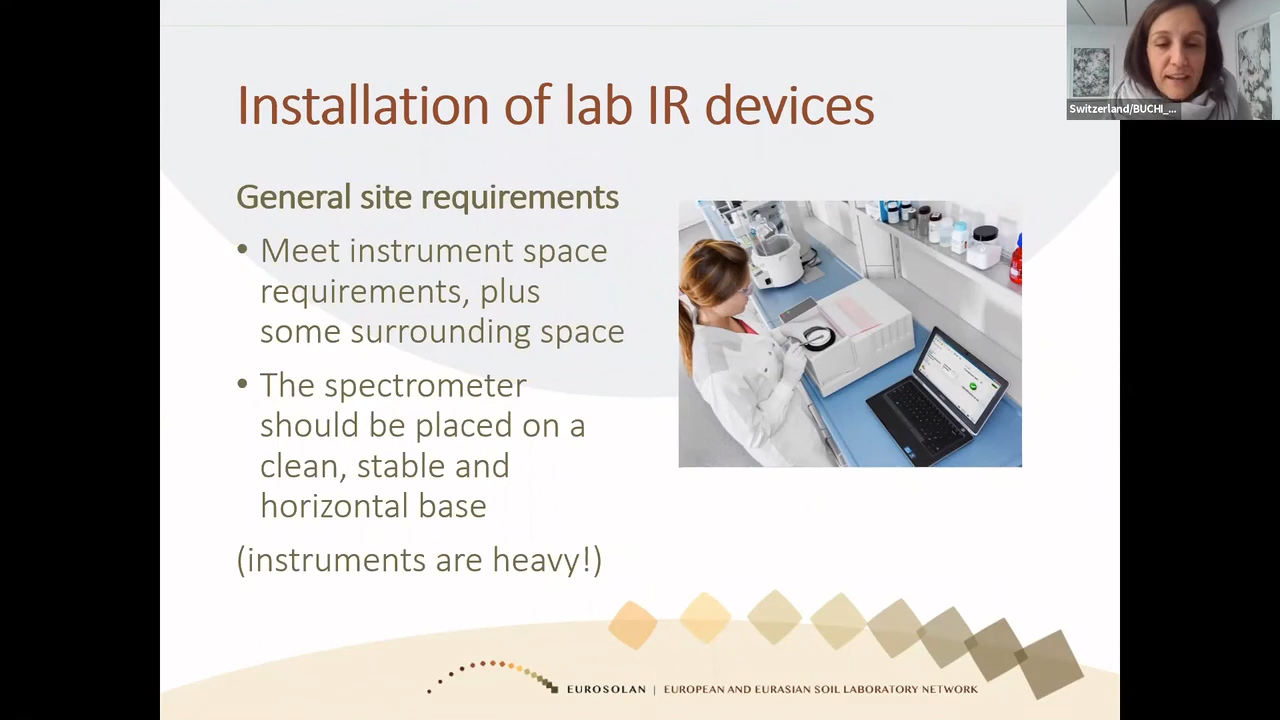 Installation of lab IR devices
General site requirements
• Meet instrument space
requirements, plus
some surrounding space
• The spectrometer
should be placed on a
clean, stable and
horizontal base
(instruments are heavy!)
Switzerland/BUCHI_...
EUROSOLAN | EUROPEAN AND EURASIAN SOIL LABORATORY NETWORK